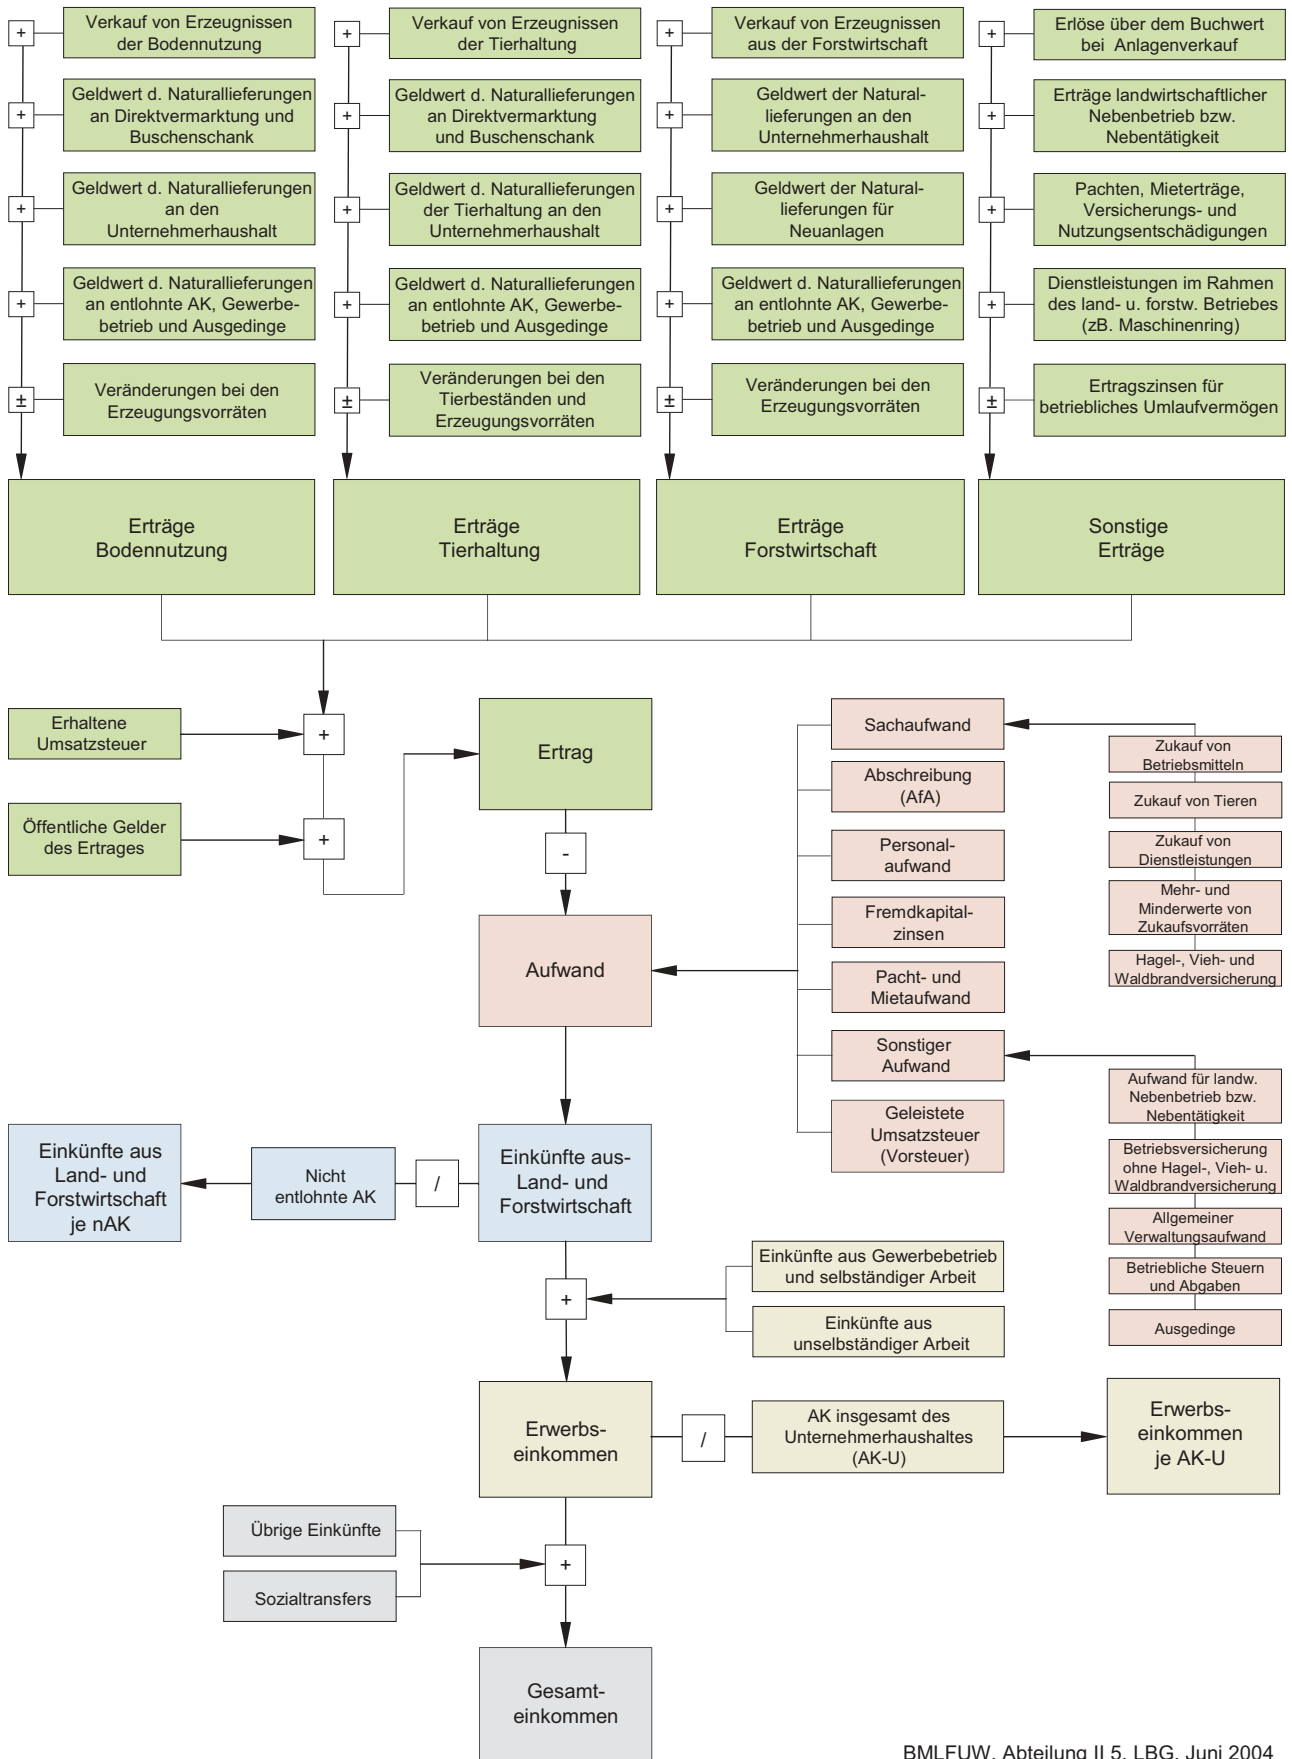 +
Verkauf von Erzeugnissen
der Bodennutzung
+
Geldwert d. Naturallieferungen
an Direktvermarktung und
Buschenschank
+
Geldwert d. Naturallieferungen
an den
Unternehmerhaushalt
+
Geldwert d. Naturallieferungen
an entlohnte AK, Gewerbe-
betrieb und Ausgedinge
±
Veränderungen bei den
Erzeugungsvorräten
Erträge
Bodennutzung
+
Verkauf von Erzeugnissen
der Tierhaltung
+
Geldwert d. Naturallieferungen
an Direktvermarktung
und Buschenschank
+
Geldwert d. Naturallieferungen
der Tierhaltung an den
Unternehmerhaushalt
+
Geldwert d. Naturallieferungen
an entlohnte AK, Gewerbe-
betrieb und Ausgedinge
±
Veränderungen bei den
Tierbeständen und
Erzeugungsvorräten
Erträge
Tierhaltung
+
Verkauf von Erzeugnissen
aus der Forstwirtschaft
+
Geldwert der Natural-
lieferungen an den
Unternehmerhaushalt
+
Geldwert der Natural-
lieferungen für
Neuanlagen
+
Geldwert d. Naturallieferungen
an entlohnte AK, Gewerbe-
betrieb und Ausgedinge
±
Veränderungen bei den
Erzeugungsvorräten
Erträge
Forstwirtschaft
+
Erlöse über dem Buchwert
bei Anlagenverkauf
+
Erträge landwirtschaftlicher
Nebenbetrieb bzw.
Nebentätigkeit
+
Pachten, Mieterträge,
Versicherungs- und
Nutzungsentschädigungen
+
Dienstleistungen im Rahmen
des land- u. forstw. Betriebes
(zB. Maschinenring)
±
Ertragszinsen für
betriebliches Umlaufvermögen
Sonstige
Erträge
Erhaltene
Umsatzsteuer
+
Öffentliche Gelder
des Ertrages
+
Ertrag
-
Aufwand
Sachaufwand
Abschreibung
(AfA)
Personal-
aufwand
Fremdkapital-
zinsen
Pacht- und
Mietaufwand
Sonstiger
Aufwand
Geleistete
Umsatzsteuer
(Vorsteuer)
Zukauf von
Betriebsmitteln
Zukauf von Tieren
Zukauf von
Dienstleistungen
Mehr- und
Minderwerte von
Zukaufsvorräten
Hagel-, Vieh- und
Waldbrandversicherung
Aufwand für landw.
Nebenbetrieb bzw.
Nebentätigkeit
Betriebsversicherung
ohne Hagel-, Vieh- u.
Waldbrandversicherung
Allgemeiner
Verwaltungsaufwand
Betriebliche Steuern
und Abgaben
Ausgedinge
Einkünfte aus
Land- und
Forstwirtschaft
je nAK
Nicht
entlohnte AK
/
Einkünfte aus-
Land- und
Forstwirtschaft
+
Einkünfte aus Gewerbebetrieb
und selbständiger Arbeit
Einkünfte aus
unselbständiger Arbeit
Erwerbs-
einkommen
/
AK insgesamt des
Unternehmerhaushaltes
(AK-U)
Erwerbs-
einkommen
je AK-U
Übrige Einkünfte
Sozialtransfers
+
Gesamt-
einkommen
BMLFUW, Abteilung II 5, LBG, Juni 2004